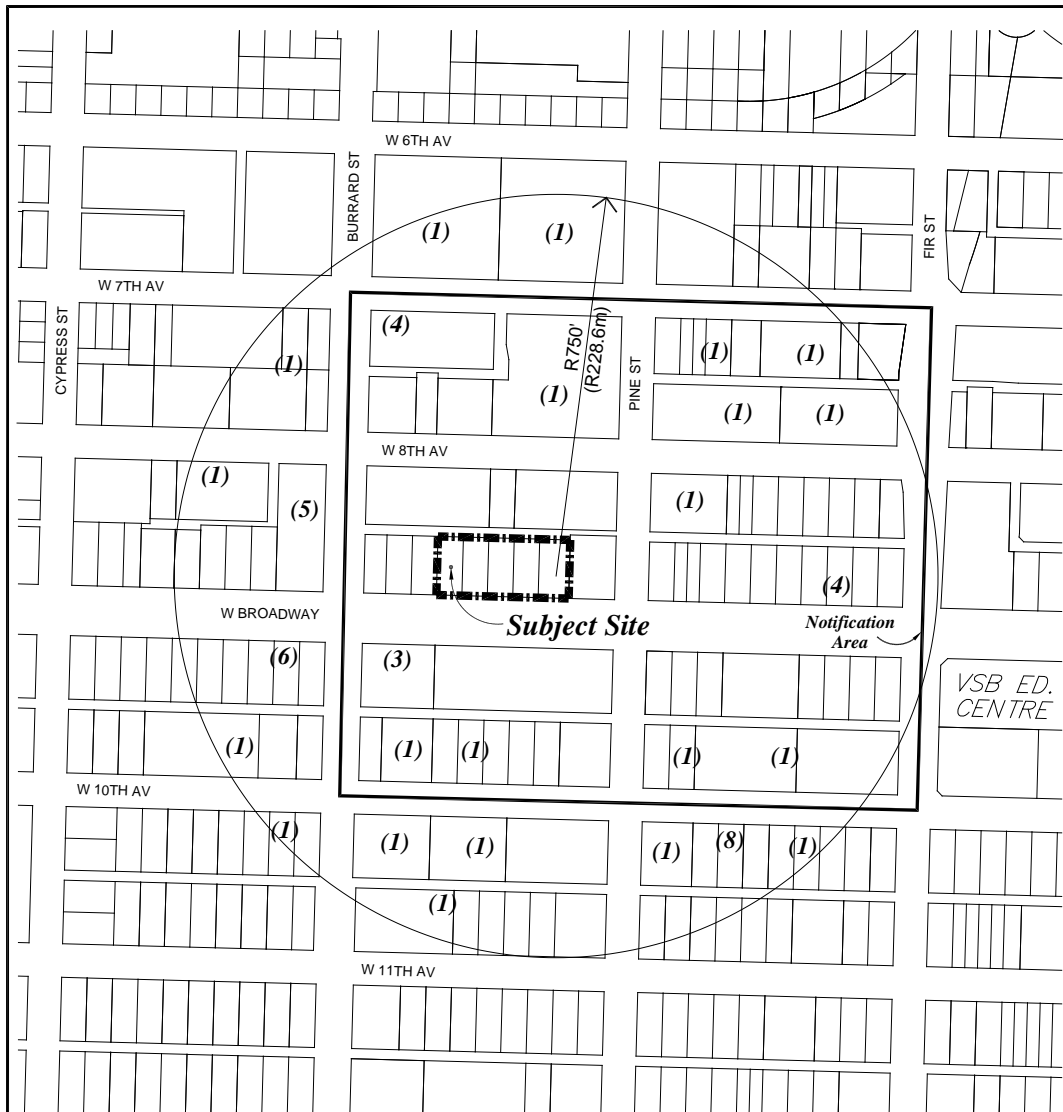 W 6TH AV
BURRARD ST
FIR ST
(1)
(1)
W 7TH AV
CYPRESS ST
(4)
R750'
(R228.6m)
PINE ST
(1)
(1)
(1)
(1)
(1)
(1)
W 8TH AV
(1)
(5)
(1)
(4)
W BROADWAY
Subject Site
Notification
Area
(6)
(3)
VSB ED.
CENTRE
(1)
(1)
(1)
(1)
(1)
W 10TH AV
(1)
(1)
(1)
(1)
(8)
(1)
(1)
W 11TH AV